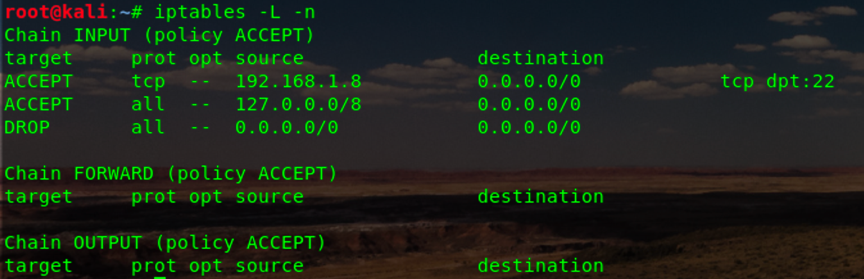 root@kali:~# iptables -L -n
Chain INPUT (policy ACCEPT)
target     prot opt source               destination
ACCEPT     tcp  --  192.168.1.8          0.0.0.0/0            tcp dpt:22
ACCEPT     all  --  127.0.0.0/8          0.0.0.0/0
DROP       all  --  0.0.0.0/0            0.0.0.0/0

Chain FORWARD (policy ACCEPT)
target     prot opt source               destination

Chain OUTPUT (policy ACCEPT)
target     prot opt source               destination